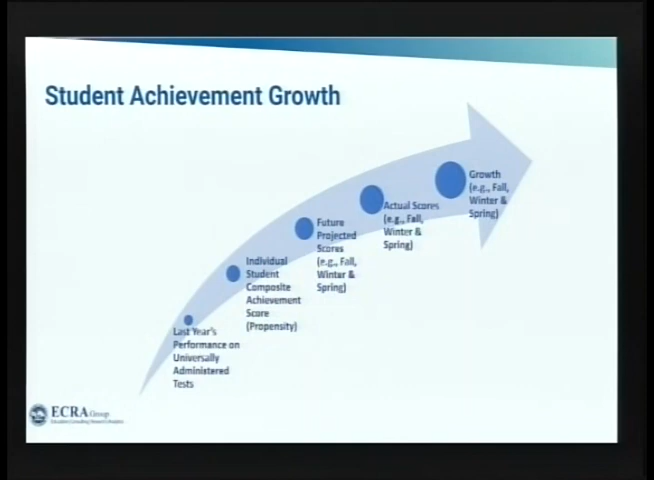 Student Achievement Growth
Growth
(e.g., Fall,
Winter &
Spring)
Actual Scores
(e.g., Fall,
Winter &
Spring)
Future
Projected
Scores
(e.g., Fall,
Winter &
Spring)
Individual
Student
Composite
Achievement
Score
(Propensity)
Last Year's
Performance on
Universally
Administered
Tests
ECRA Group